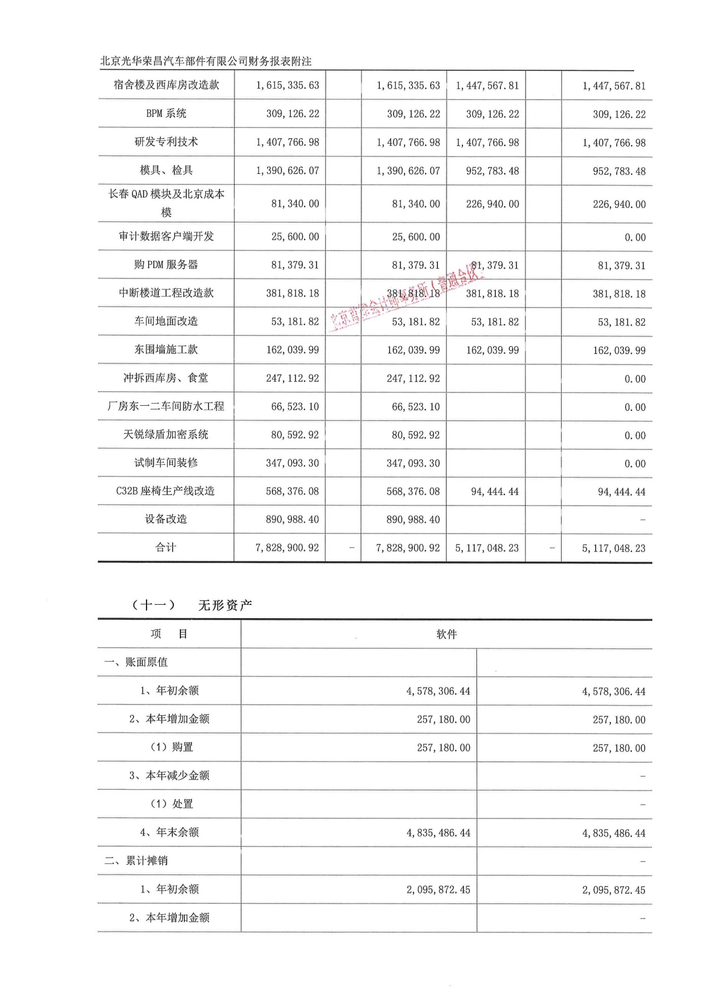 北京光华荣昌汽车部件有限公司财务报表附注
宿舍楼及西库房改造款 1,615,335.63 1,615,335.63 1,447,567.81 1,447,567.81
BPM 系统 309,126.22 309,126.22 309,126.22 309,126.22
研发专利技术 1,407,766.98 1,407,766.98 1,407,766.98 1,407,766.98
模具、检具 1,390,626.07 1,390,626.07 952,783.48 952,783.48
长春 QAD 模块及北京成本
模 81,340.00 81,340.00 226,940.00 226,940.00
审计数据客户端开发 25,600.00 25,600.00 0.00
购 PDM 服务器 81,379.31 81,379.31 81,379.31 81,379.31
中断楼道工程改造款 381,818.18 381,818.18 381,818.18 381,818.18
车间地面改造 53,181.82 53,181.82 53,181.82 53,181.82
东围墙施工款 162,039.99 162,039.99 162,039.99 162,039.99
冲拆西库房、食堂 247,112.92 247,112.92 0.00
厂房东一二车间防水工程 66,523.10 66,523.10 0.00
天锐绿盾加密系统 80,592.92 80,592.92 0.00
试制车间装修 347,093.30 347,093.30 0.00
C32B 座椅生产线改造 568,376.08 568,376.08 94,444.44 94,444.44
设备改造 890,988.40 890,988.40 -
合计 7,828,900.92 - 7,828,900.92 5,117,048.23 - 5,117,048.23
（十一） 无形资产
项 目 软件
一、账面原值
1、年初余额 4,578,306.44 4,578,306.44
2、本年增加金额 257,180.00 257,180.00
（1）购置 257,180.00 257,180.00
3、本年减少金额 -
（1）处置 -
4、年末余额 4,835,486.44 4,835,486.44
二、累计摊销 -
1、年初余额 2,095,872.45 2,095,872.45
2、本年增加金额 -